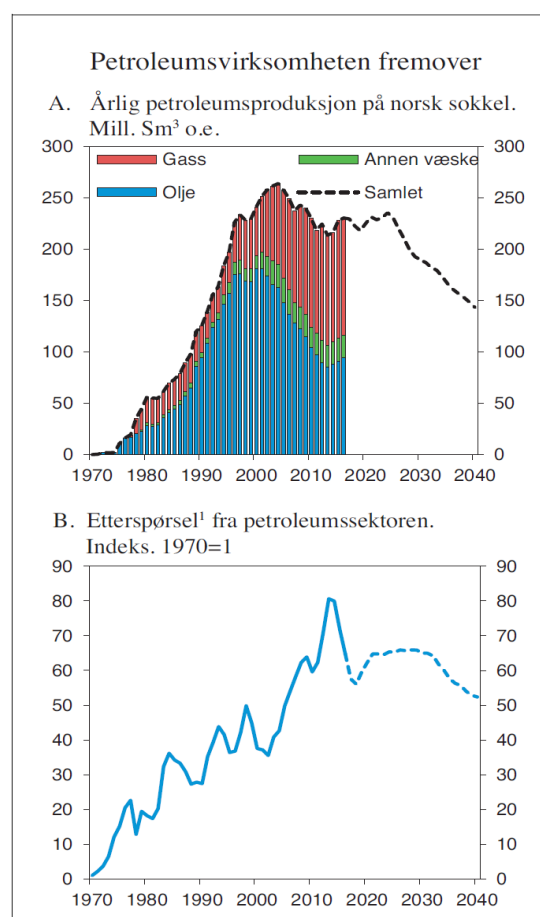 Petroleumsvirksomheten fremover
A. Årlig petroleumsproduksjon på norsk sokkel.
Mill. Sm³ o.e.
300 300
Gass Annen væske
Olje Samlet
250 250
200 200
150 150
100 100
50 50
0 0
1970 1980 1990 2000 2010 2020 2030 2040
B. Etterspørsel¹ fra petroleumssektoren.
Indeks. 1970=1
90 90
80 80
70 70
60 60
50 50
40 40
30 30
20 20
10 10
0 0
1970 1980 1990 2000 2010 2020 2030 2040